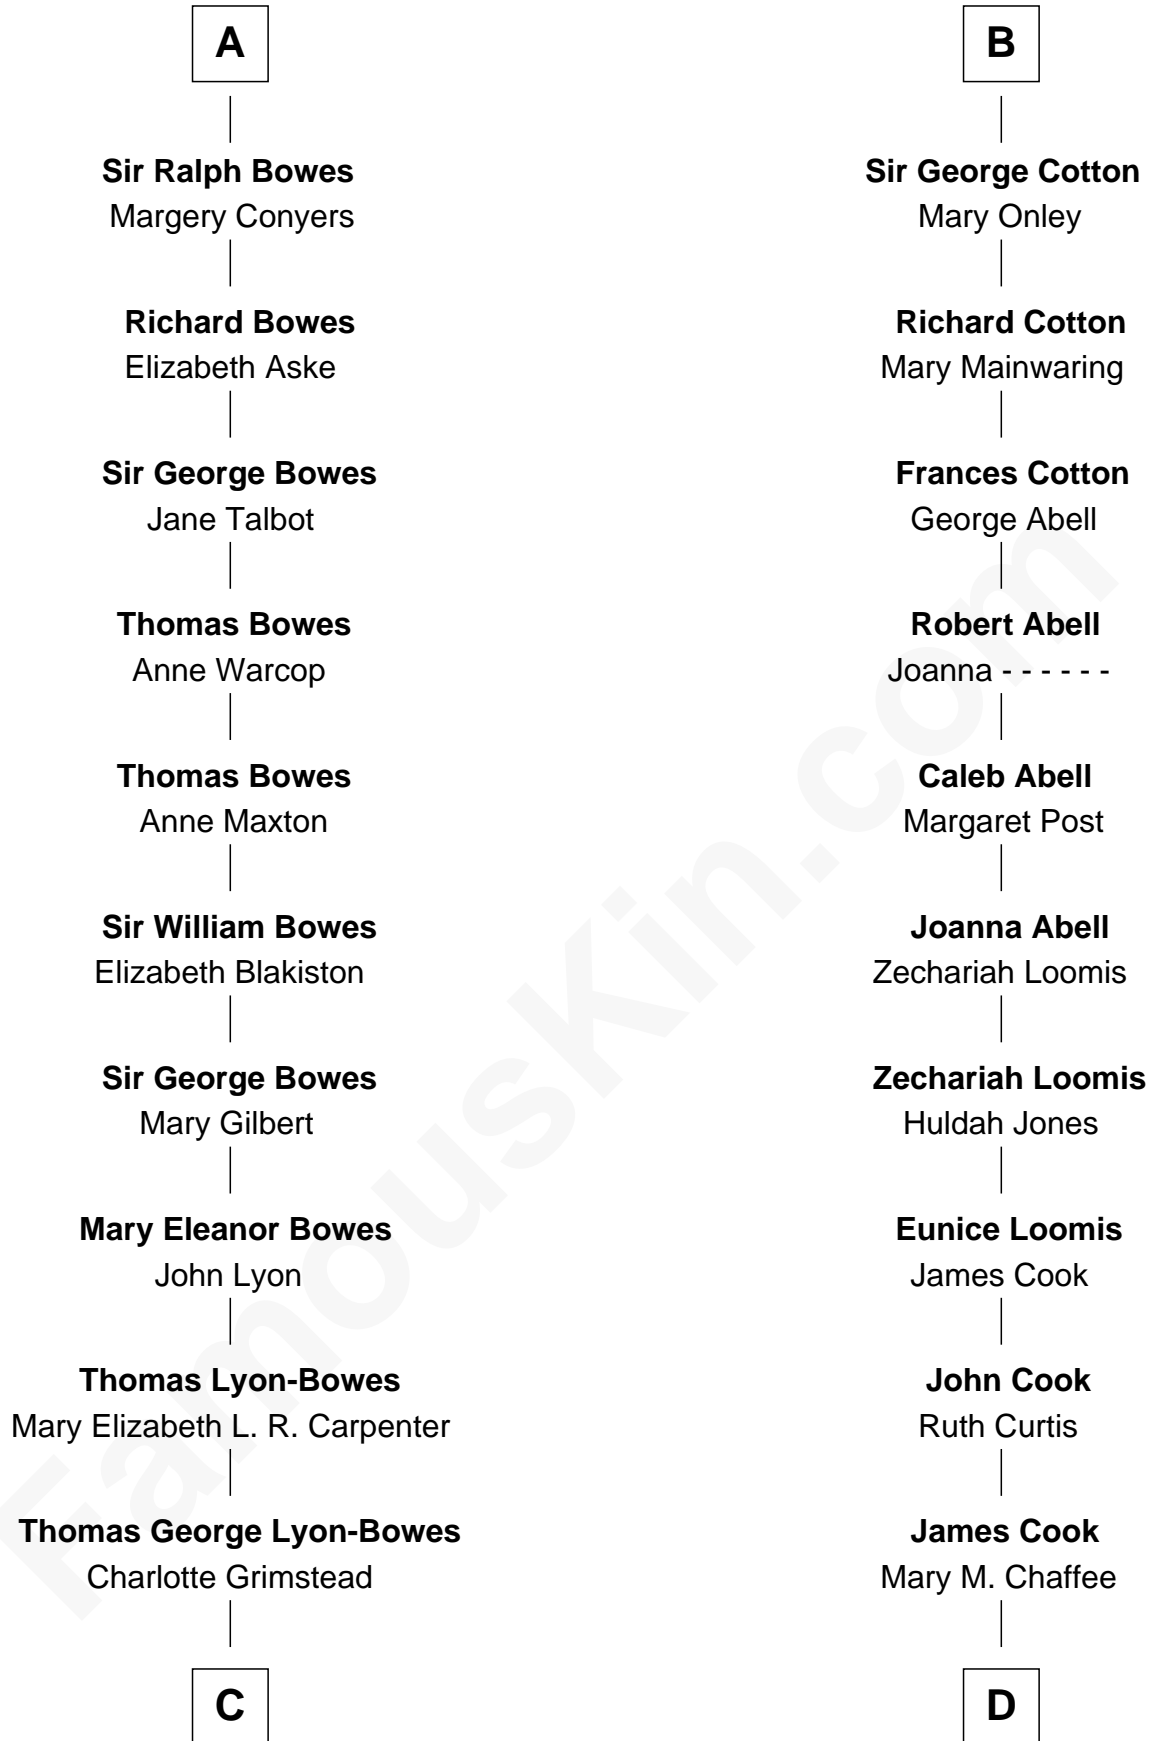 A
Sir Ralph Bowes
Margery Conyers
Richard Bowes
Elizabeth Aske
Sir George Bowes
Jane Talbot
Thomas Bowes
Anne Warcop
Thomas Bowes
Anne Maxton
Sir William Bowes
Elizabeth Blakiston
Sir George Bowes
Mary Gilbert
Mary Eleanor Bowes
John Lyon
Thomas Lyon-Bowes
Mary Elizabeth L. R. Carpenter
Thomas George Lyon-Bowes
Charlotte Grimstead
C
B
Sir George Cotton
Mary Onley
Richard Cotton
Mary Mainwaring
Frances Cotton
George Abell
Robert Abell
Joanna - - - - - -
Caleb Abell
Margaret Post
Joanna Abell
Zechariah Loomis
Zechariah Loomis
Huldah Jones
Eunice Loomis
James Cook
John Cook
Ruth Curtis
James Cook
Mary M. Chaffee
D
FamousKin.com